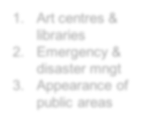 1. Art centres &
libraries
2. Emergency &
disaster mngt
3. Appearance of
public areas